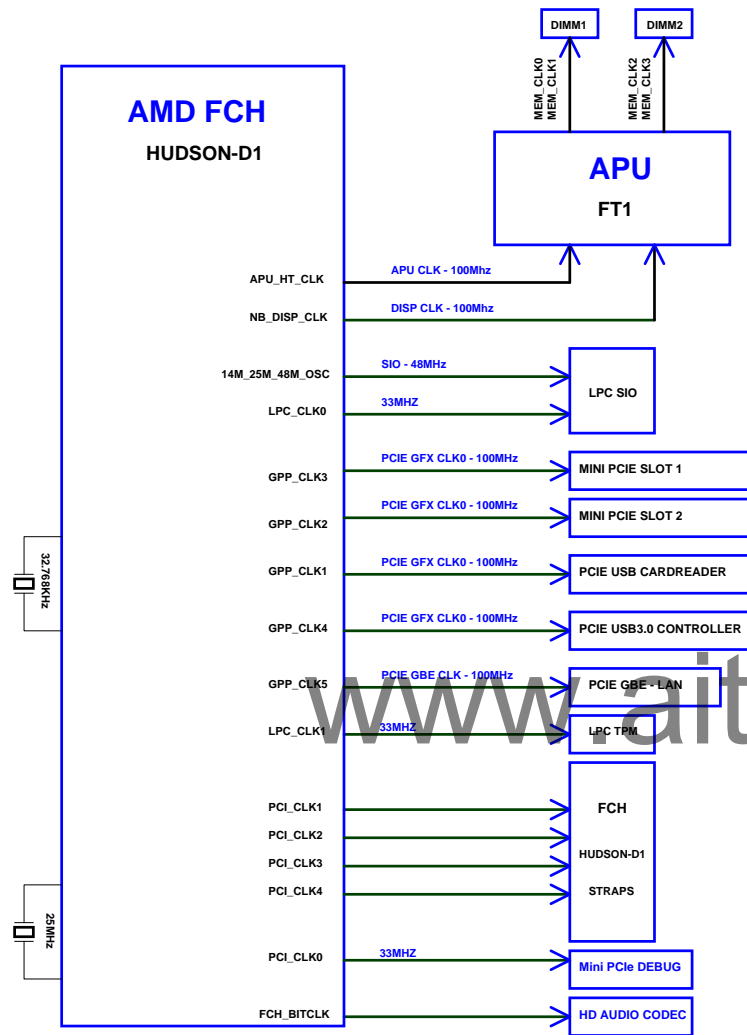 DIMM1
DIMM2
MEM_CLK0
MEM_CLK1
MEM_CLK2
MEM_CLK3
AMD FCH
HUDSON-D1
APU
FT1
APU_HT_CLK
APU CLK - 100Mhz
NB_DISP_CLK
DISP CLK - 100Mhz
14M_25M_48M_OSC
SIO - 48MHz
LPC SIO
LPC_CLK0
33MHZ
GPP_CLK3
PCIE GFX CLK0 - 100MHz
MINI PCIE SLOT 1
GPP_CLK2
PCIE GFX CLK0 - 100MHz
MINI PCIE SLOT 2
32.768KHz
GPP_CLK1
PCIE GFX CLK0 - 100MHz
PCIE USB CARDREADER
GPP_CLK4
PCIE GFX CLK0 - 100MHz
PCIE USB3.0 CONTROLLER
GPP_CLK5
PCIE GBE CLK - 100MHz
PCIE GBE - LAN
www.ait
LPC_CLK1
33MHZ
LPC TPM
PCI_CLK1
PCI_CLK2
PCI_CLK3
PCI_CLK4
FCH
HUDSON-D1
STRAPS
25MHz
PCI_CLK0
33MHZ
Mini PCIe DEBUG
FCH_BITCLK
HD AUDIO CODEC